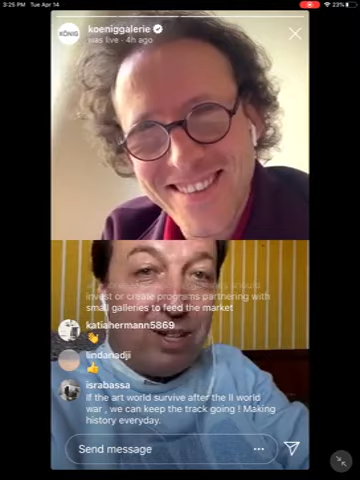 3:25 PM Tue Apr 14
23%
KÖNIG
koeniggalerie
was live · 4h ago
invest or create programs partnering with
small galleries to feed the market
katiahermann5869
👏
lindanadji
👍
israbassa
If the art world survive after the II world
war , we can keep the track going ! Making
history everyday.
Send message